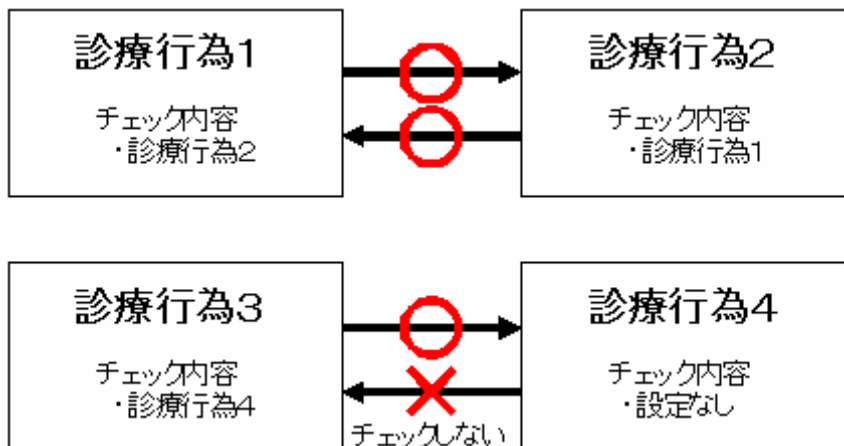 診療行為1
チェック内容
・診療行為2
診療行為2
チェック内容
・診療行為1
診療行為3
チェック内容
・診療行為4
チェックしない
診療行為4
チェック内容
・設定なし